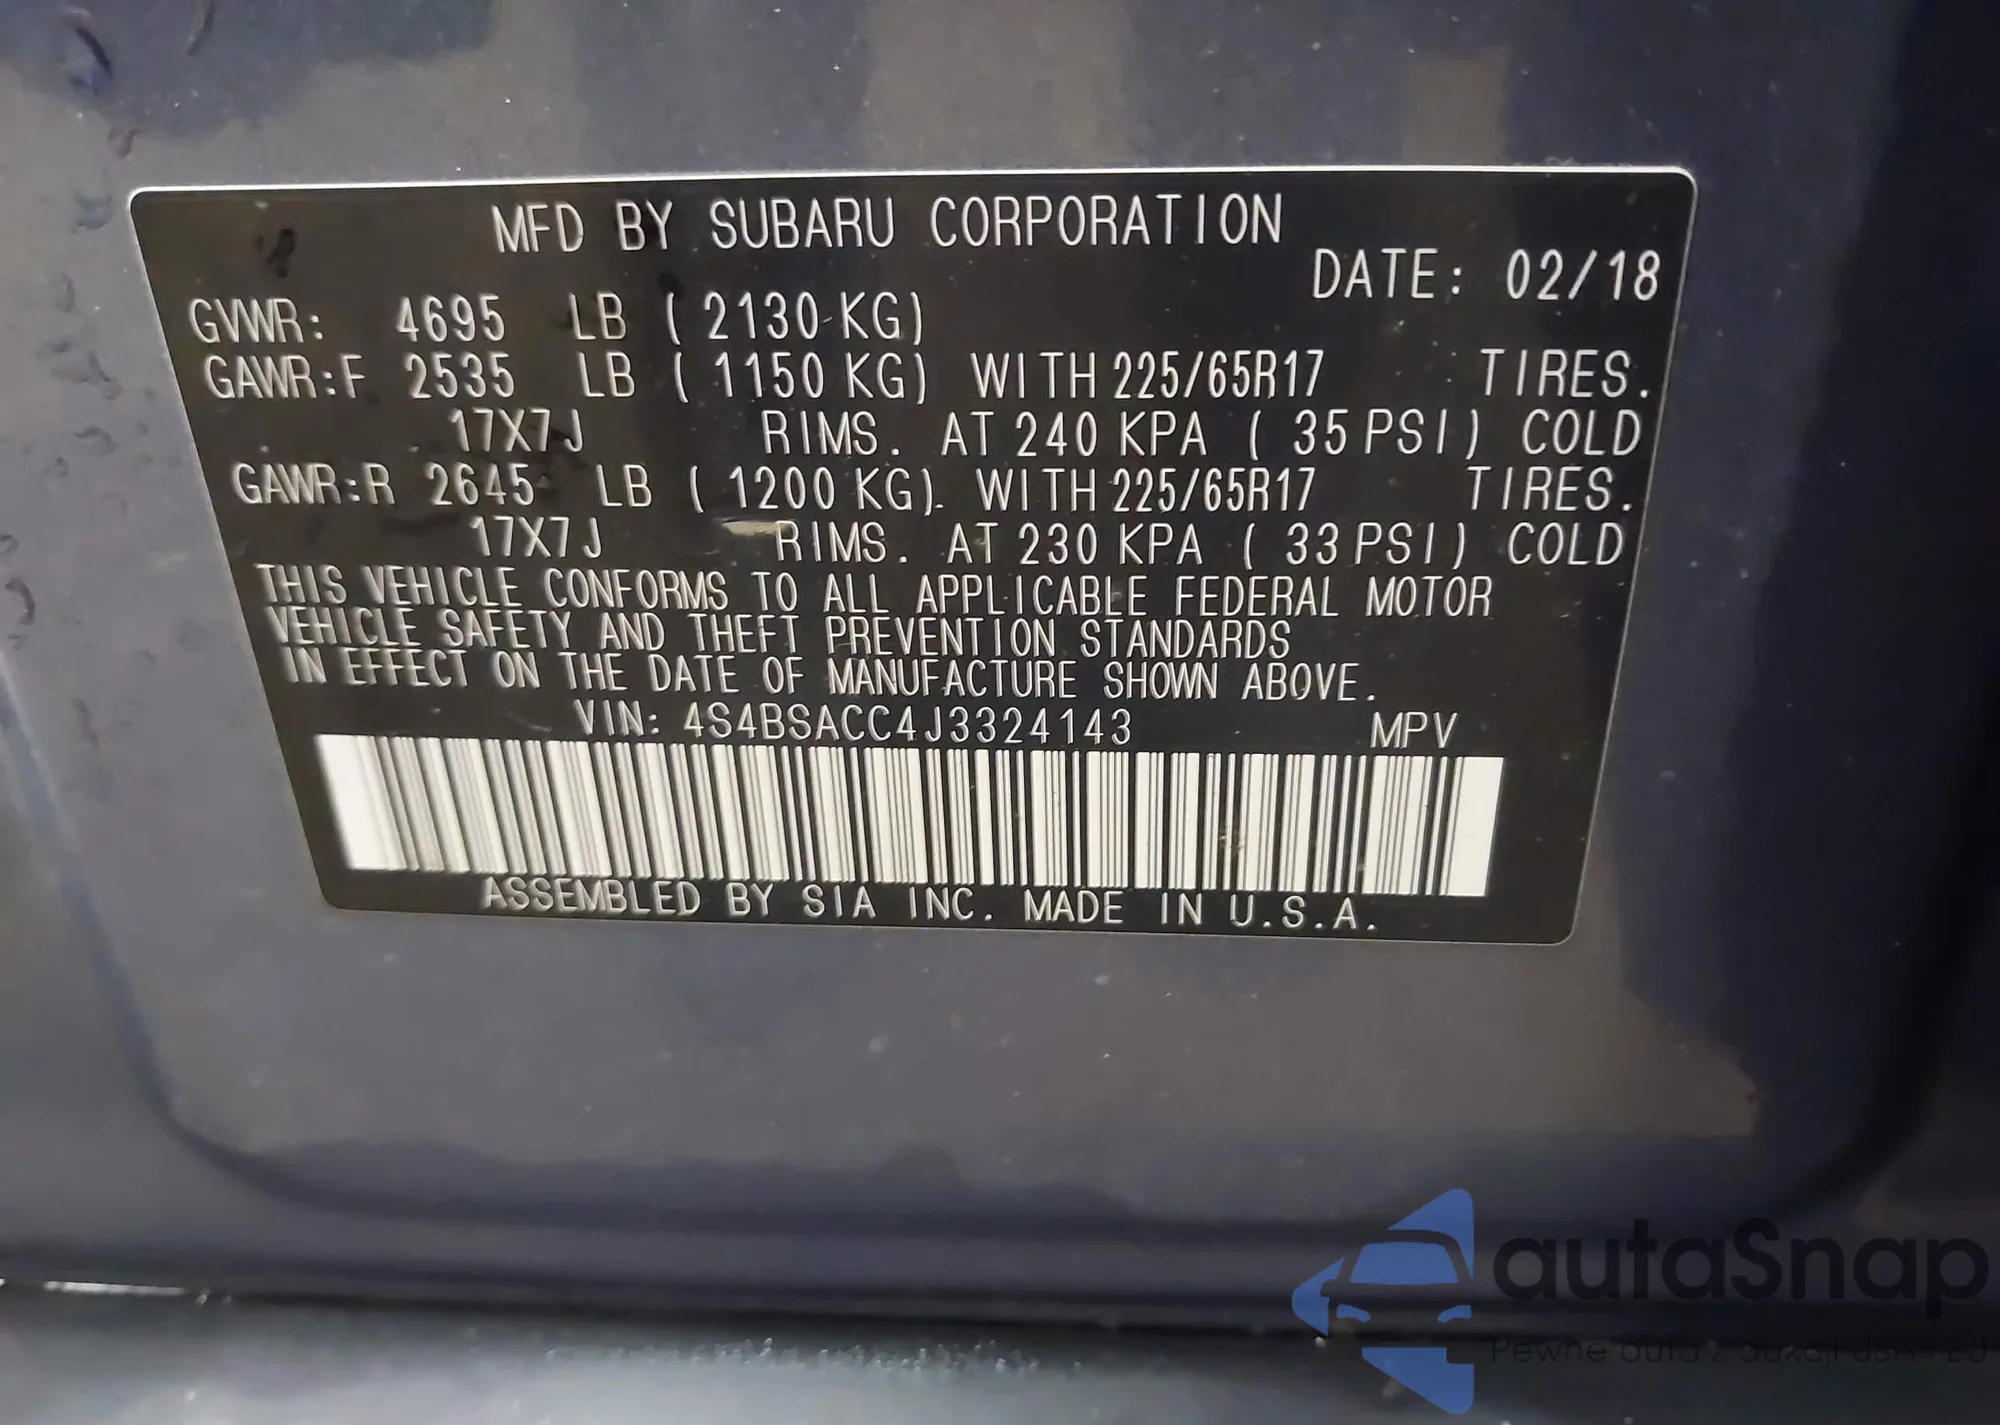 MFD BY SUBARU CORPORATION
DATE: 02/18
GVWR: 4695 LB ( 2130 KG)
GAWR:F 2535 LB ( 1150 KG) WITH 225/65R17 TIRES.
17X7J RIMS. AT 240 KPA ( 35 PSI) COLD
GAWR:R 2645 LB ( 1200 KG) WITH 225/65R17 TIRES.
17X7J RIMS. AT 230 KPA ( 33 PSI) COLD
THIS VEHICLE CONFORMS TO ALL APPLICABLE FEDERAL MOTOR
VEHICLE SAFETY AND THEFT PREVENTION STANDARDS
IN EFFECT ON THE DATE OF MANUFACTURE SHOWN ABOVE.
VIN: 4S4BSACC4J3324143 MPV
ASSEMBLED BY SIA INC. MADE IN U.S.A.
autaSnap
Pewne auta z aukcji USA